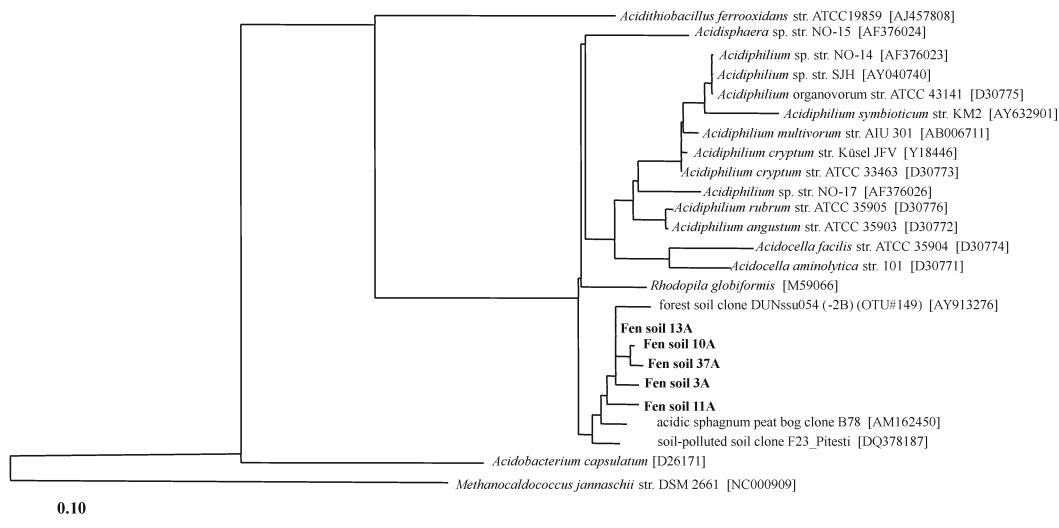 Acidithiobacillus ferrooxidans str. ATCC19859 [AJ457808]
Acidisphaera sp. str. NO-15 [AF376024]
Acidiphilium sp. str. NO-14 [AF376023]
Acidiphilium sp. str. SJH [AY040740]
Acidiphilium organovorum str. ATCC 43141 [D30775]
Acidiphilium symbioticum str. KM2 [AY632901]
Acidiphilium multivorum str. AIU 301 [AB006711]
Acidiphilium cryptum str. Küsel JFV [Y18446]
Acidiphilium cryptum str. ATCC 33463 [D30773]
Acidiphilium sp. str. NO-17 [AF376026]
Acidiphilium rubrum str. ATCC 35905 [D30776]
Acidiphilium angustum str. ATCC 35903 [D30772]
Acidocella facilis str. ATCC 35904 [D30774]
Acidocella aminolytica str. 101 [D30771]
Rhodopila globiformis [M59066]
forest soil clone DUNssu054 (-2B) (OTU#149) [AY913276]
Fen soil 13A
Fen soil 10A
Fen soil 37A
Fen soil 3A
Fen soil 11A
acidic sphagnum peat bog clone B78 [AM162450]
soil-polluted soil clone F23_Pitesti [DQ378187]
Acidobacterium capsulatum [D26171]
Methanocaldococcus jannaschii str. DSM 2661 [NC000909]
0.10